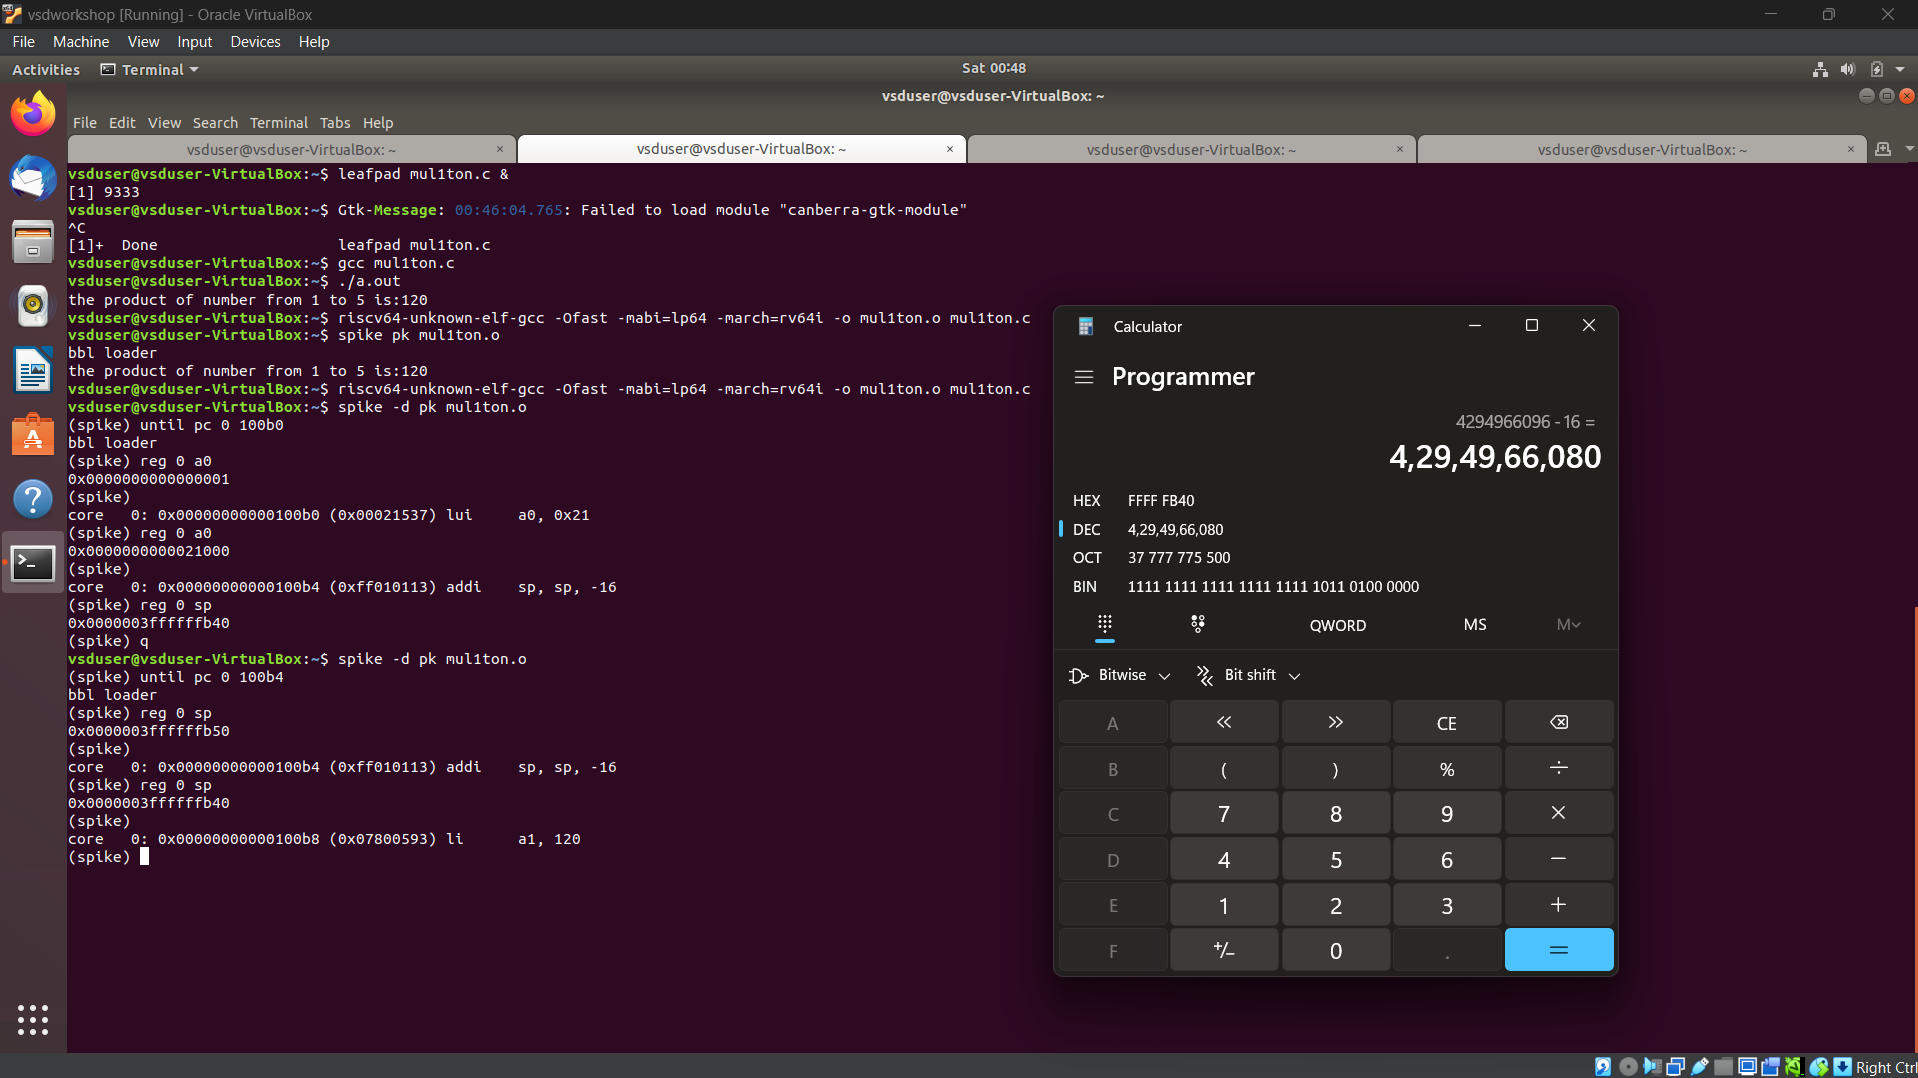 vsdworkshop [Running] - Oracle VirtualBox
File Machine View Input Devices Help
Activities Terminal Sat 00:48
vsduser@vsduser-VirtualBox: ~
File Edit View Search Terminal Tabs Help
vsduser@vsduser-VirtualBox: ~ × vsduser@vsduser-VirtualBox: ~ × vsduser@vsduser-VirtualBox: ~ × vsduser@vsduser-VirtualBox: ~ ×
vsduser@vsduser-VirtualBox:~$ leafpad mul1ton.c &
[1] 9333
vsduser@vsduser-VirtualBox:~$ Gtk-Message: 00:46:04.765: Failed to load module "canberra-gtk-module"
^C
[1]+  Done                    leafpad mul1ton.c
vsduser@vsduser-VirtualBox:~$ gcc mul1ton.c
vsduser@vsduser-VirtualBox:~$ ./a.out
the product of number from 1 to 5 is:120
vsduser@vsduser-VirtualBox:~$ riscv64-unknown-elf-gcc -Ofast -mabi=lp64 -march=rv64i -o mul1ton.o mul1ton.c
vsduser@vsduser-VirtualBox:~$ spike pk mul1ton.o
bbl loader
the product of number from 1 to 5 is:120
vsduser@vsduser-VirtualBox:~$ riscv64-unknown-elf-gcc -Ofast -mabi=lp64 -march=rv64i -o mul1ton.o mul1ton.c
vsduser@vsduser-VirtualBox:~$ spike -d pk mul1ton.o
(spike) until pc 0 100b0
bbl loader
(spike) reg 0 a0
0x0000000000000001
(spike)
core   0: 0x00000000000100b0 (0x00021537) lui     a0, 0x21
(spike) reg 0 a0
0x0000000000021000
(spike)
core   0: 0x00000000000100b4 (0xff010113) addi    sp, sp, -16
(spike) reg 0 sp
0x0000003ffffffb40
(spike) q
vsduser@vsduser-VirtualBox:~$ spike -d pk mul1ton.o
(spike) until pc 0 100b4
bbl loader
(spike) reg 0 sp
0x0000003ffffffb50
(spike)
core   0: 0x00000000000100b4 (0xff010113) addi    sp, sp, -16
(spike) reg 0 sp
0x0000003ffffffb40
(spike)
core   0: 0x00000000000100b8 (0x07800593) li      a1, 120
(spike)
Calculator
Programmer
4294966096 - 16 =
4,29,49,66,080
HEX FFFF FB40
DEC 4,29,49,66,080
OCT 37 777 775 500
BIN 1111 1111 1111 1111 1111 1011 0100 0000
QWORD MS M
Bitwise Bit shift
A « » CE
B ( ) % ÷
C 7 8 9 ×
D 4 5 6 −
E 1 2 3 +
F +/− 0 . =
Right Ctrl